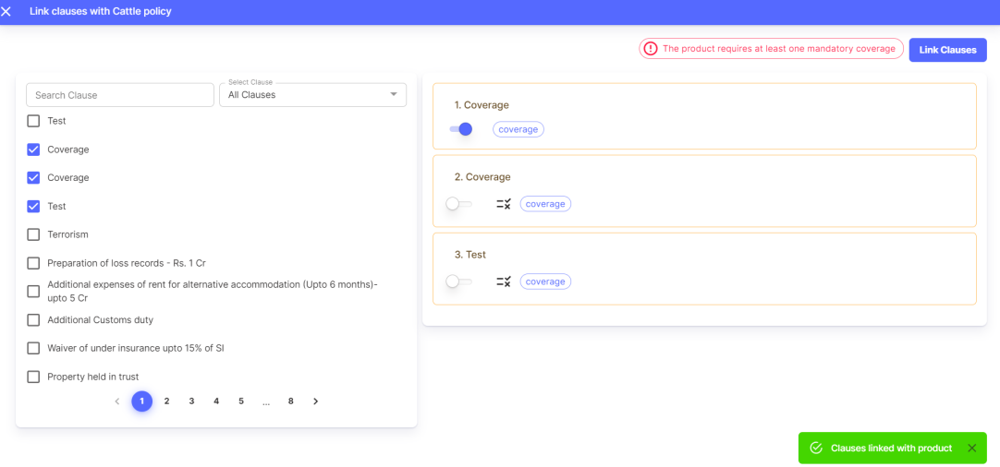 Link clauses with Cattle policy
The product requires at least one mandatory coverage
Link Clauses
Search Clause
Select Clause
All Clauses
Test
Coverage
Coverage
Test
Terrorism
Preparation of loss records - Rs. 1 Cr
Additional expenses of rent for alternative accommodation (Upto 6 months)-
upto 5 Cr
Additional Customs duty
Waiver of under insurance upto 15% of SI
Property held in trust
< 1 2 3 4 5 ... 8 >
1. Coverage
coverage
2. Coverage
coverage
3. Test
coverage
Clauses linked with product